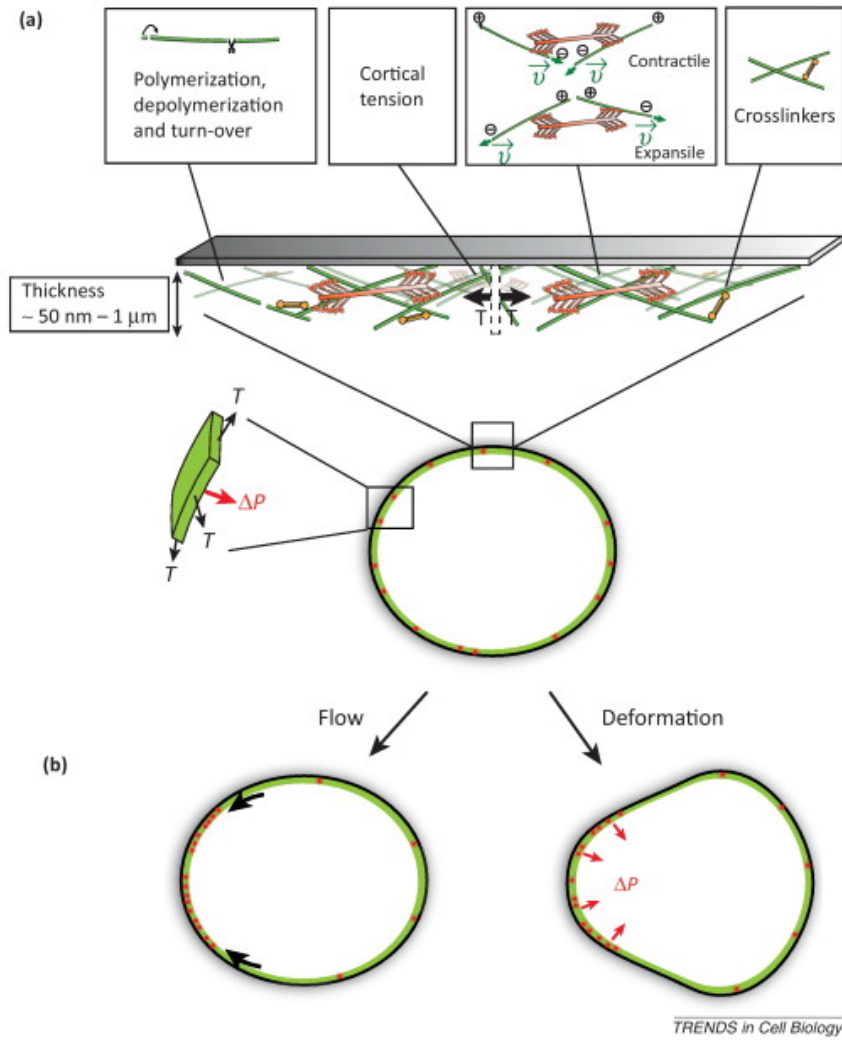 (a)
Polymerization,
depolymerization
and turn-over
Cortical
tension
⊕ ⊕
⊖ ⊖
υ υ
Contractile
⊕ ⊕
⊖ ⊖
υ υ
Expansile
Crosslinkers
Thickness
~ 50 nm – 1 μm
T T
T
ΔP
T
T
Flow
Deformation
(b)
ΔP
TRENDS in Cell Biology